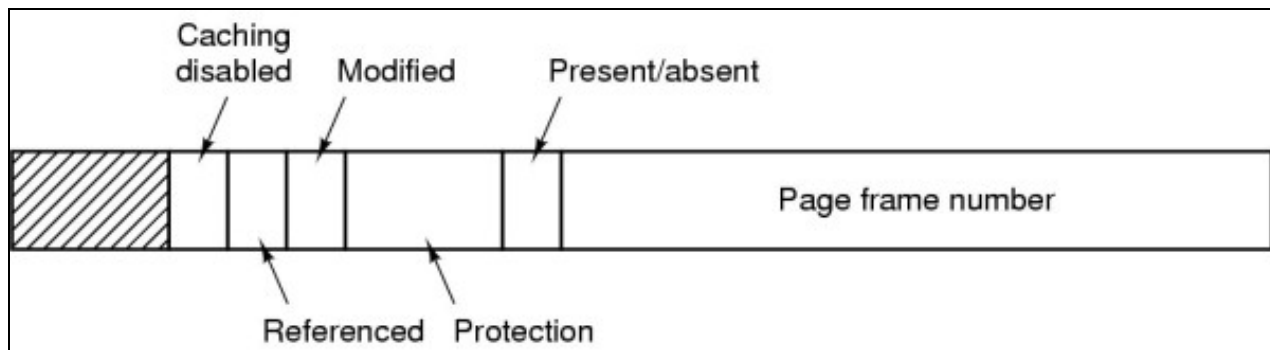 Caching
disabled
Modified
Present/absent
Page frame number
Referenced
Protection